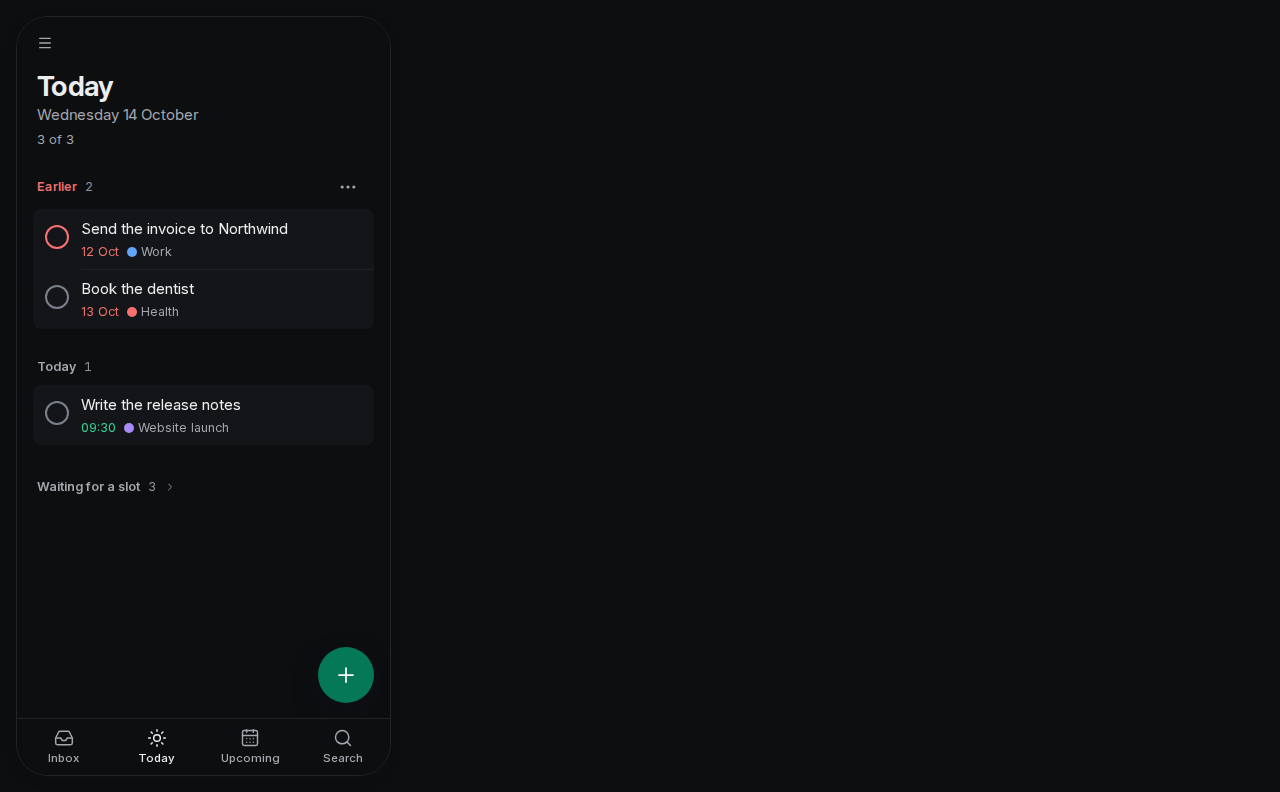 Today
Wednesday 14 October
3 of 3
Earlier 2
Send the invoice to Northwind
12 Oct Work
Book the dentist
13 Oct Health
Today 1
Write the release notes
09:30 Website launch
Waiting for a slot 3
Inbox Today Upcoming Search